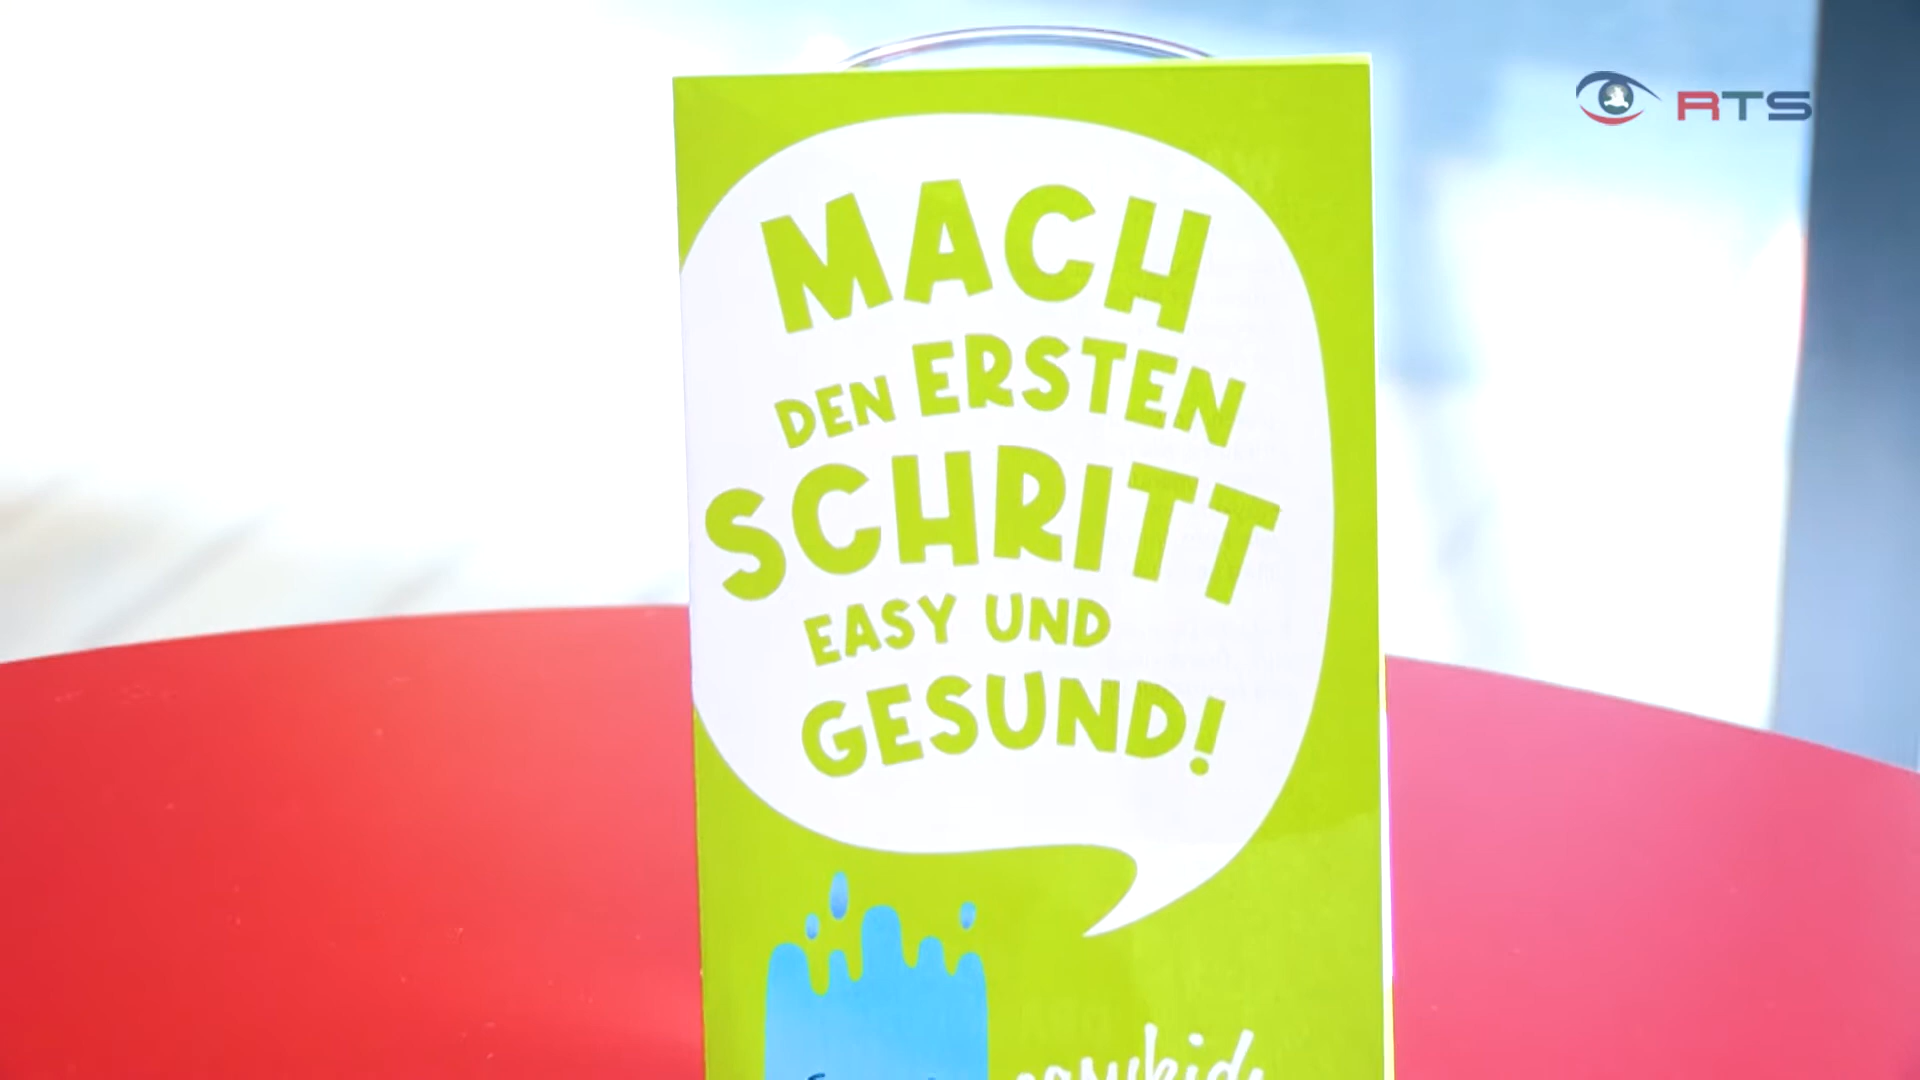 RTS
MACH
DEN ERSTEN
SCHRITT
EASY UND
GESUND!